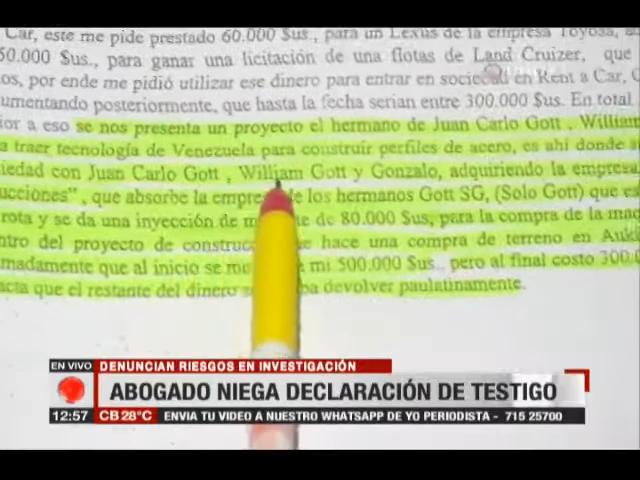 Car, este me pide prestado 60.000 $us., para un Lexus de la empresa Toyosa,
50.000 $us., para ganar una licitación de una flotas de Land Cruizer, que
os, por ende me pidió utilizar ese dinero para entrar en sociedad en Rent a Car,
umentando posteriormente, que hasta la fecha serian entre 300.000 $us. En total
ior a eso se nos presenta un proyecto el hermano de Juan Carlo Gott, William
a traer tecnología de Venezuela para construir perfiles de acero, es ahí donde
iedad con Juan Carlo Gott, William Gott y Gonzalo, adquiriendo la empresa
ucciones", que absorbe la empre de los hermanos Gott SG, (Solo Gott) que
rota y se da una inyección de m e de 80.000 $us, para la compra de la
ntro del proyecto de construc e hace una compra de terreno en
madamente que al inicio se me mi 500.000 $us., pero al final costo 300.
acta que el restante del dinero ba devolver paulatinamente.
EN VIVO DENUNCIAN RIESGOS EN INVESTIGACIÓN
ABOGADO NIEGA DECLARACIÓN DE TESTIGO
12:57 CB 28°C ENVIA TU VIDEO A NUESTRO WHATSAPP DE YO PERIODISTA - 715 25700